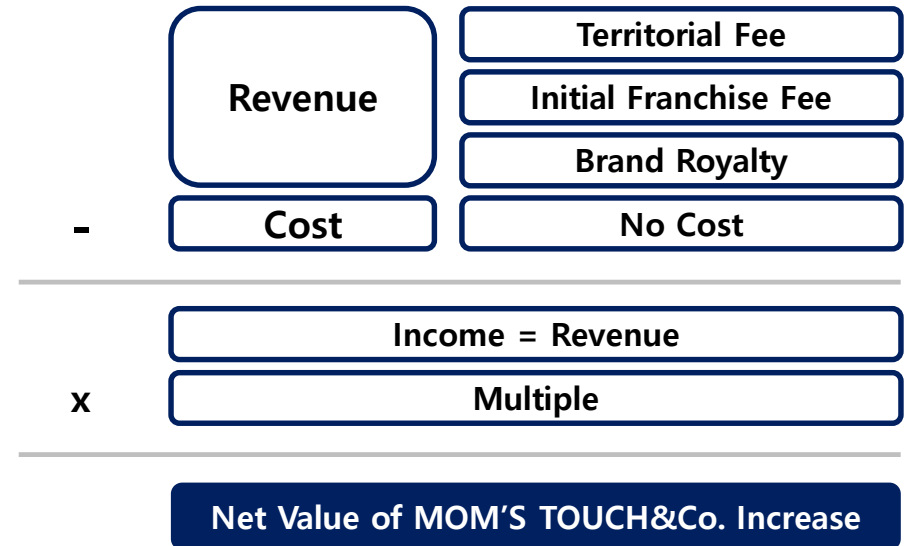 Revenue
Territorial Fee
Initial Franchise Fee
Brand Royalty
- Cost No Cost
Income = Revenue
x Multiple
Net Value of MOM'S TOUCH&Co. Increase